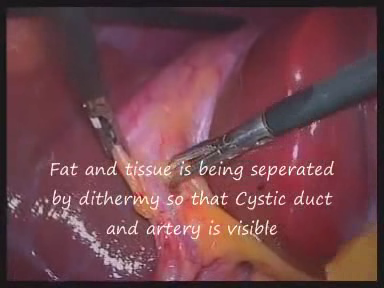 Fat and tissue is being seperated
by dithermy so that Cystic duct
and artery is visible